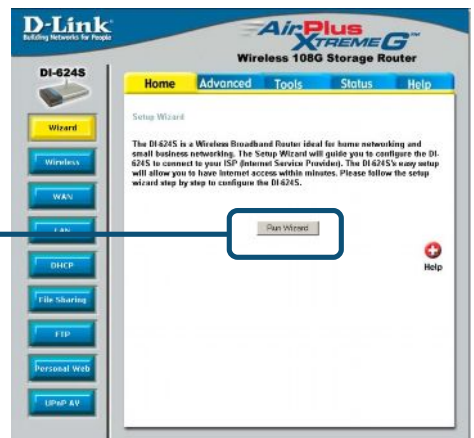 D-Link
Building Networks for People
AirPlus
XTREME G™
Wireless 108G Storage Router
DI-624S
Home
Advanced
Tools
Status
Help
Wizard
Wireless
WAN
LAN
DHCP
File Sharing
FTP
Personal Web
UPnP AV
Setup Wizard
The DI-624S is a Wireless Broadband Router ideal for home networking and
small business networking. The Setup Wizard will guide you to configure the DI-
624S to connect to your ISP (Internet Service Provider). The DI-624S's easy setup
will allow you to have Internet access within minutes. Please follow the setup
wizard step by step to configure the DI-624S.
Run Wizard
Help